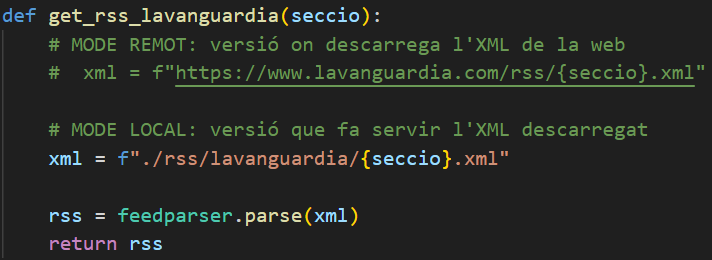 def get_rss_lavanguardia(seccio):
    # MODE REMOT: versió on descarrega l'XML de la web
    #  xml = f"https://www.lavanguardia.com/rss/{seccio}.xml"
    # MODE LOCAL: versió que fa servir l'XML descarregat
    xml = f"./rss/lavanguardia/{seccio}.xml"
    rss = feedparser.parse(xml)
    return rss